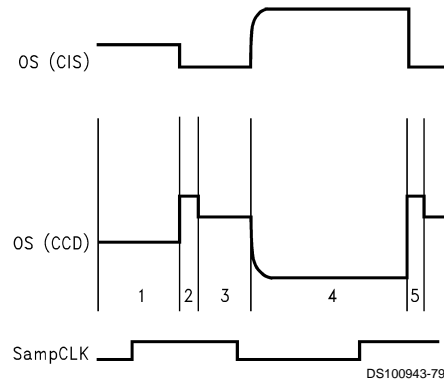 OS (CIS)
OS (CCD)
1 2 3 4 5
SampCLK
DS100943-79